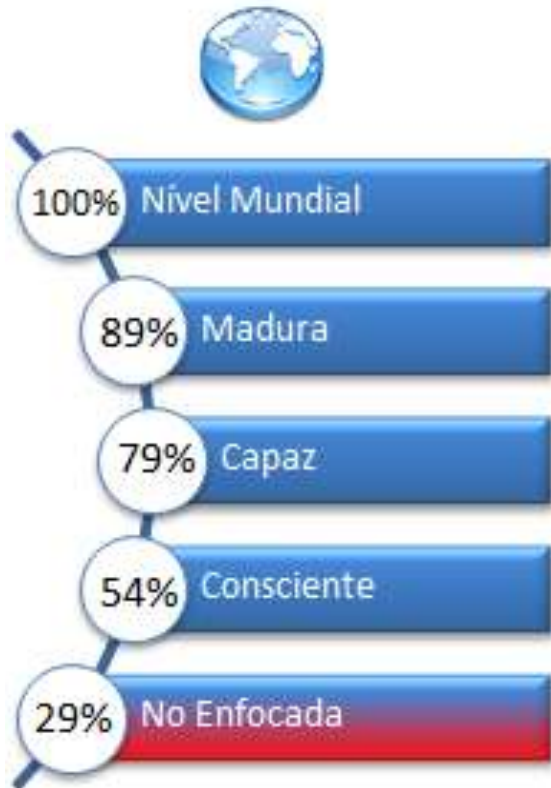 100% Nível Mundial
89% Madura
79% Capaz
54% Consciente
29% No Enfocada